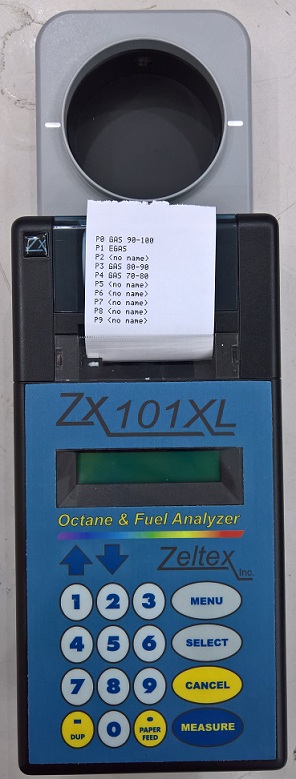 ZX
P0 GAS 90-100
P1 EGAS
P2 <no name>
P3 GAS 80-90
P4 GAS 70-80
P5 <no name>
P6 <no name>
P7 <no name>
P8 <no name>
P9 <no name>
ZX101XL
Octane & Fuel Analyzer
Zeltex Inc.
1 2 3 MENU
4 5 6 SELECT
7 8 9 CANCEL
- DUP 0 • PAPER FEED MEASURE